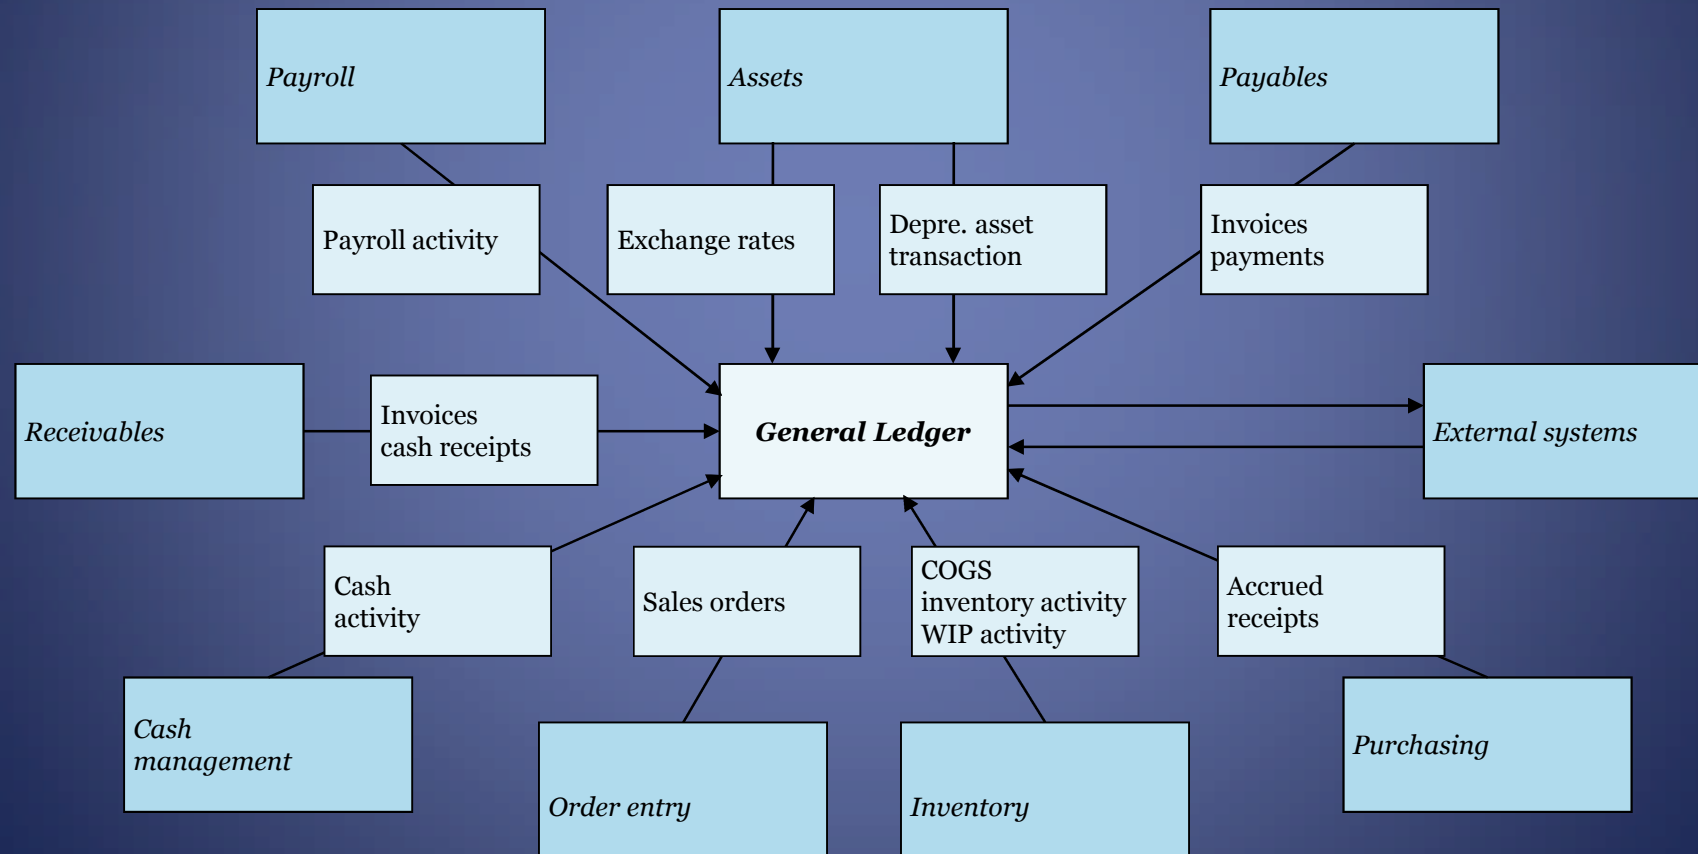 Payroll
Assets
Payables
Payroll activity
Exchange rates
Depre. asset
transaction
Invoices
payments
Receivables
Invoices
cash receipts
General Ledger
External systems
Cash
activity
Sales orders
COGS
inventory activity
WIP activity
Accrued
receipts
Cash
management
Order entry
Inventory
Purchasing